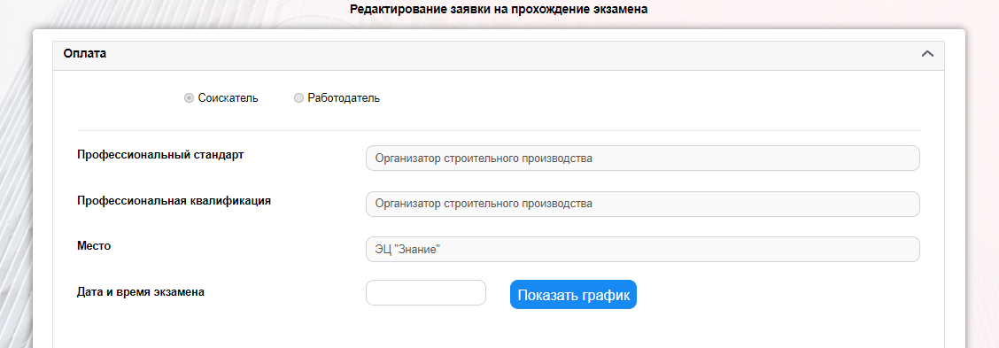 Редактирование заявки на прохождение экзамена
Оплата
Соискатель Работодатель
Профессиональный стандарт Организатор строительного производства
Профессиональная квалификация Организатор строительного производства
Место ЭЦ "Знание"
Дата и время экзамена Показать график